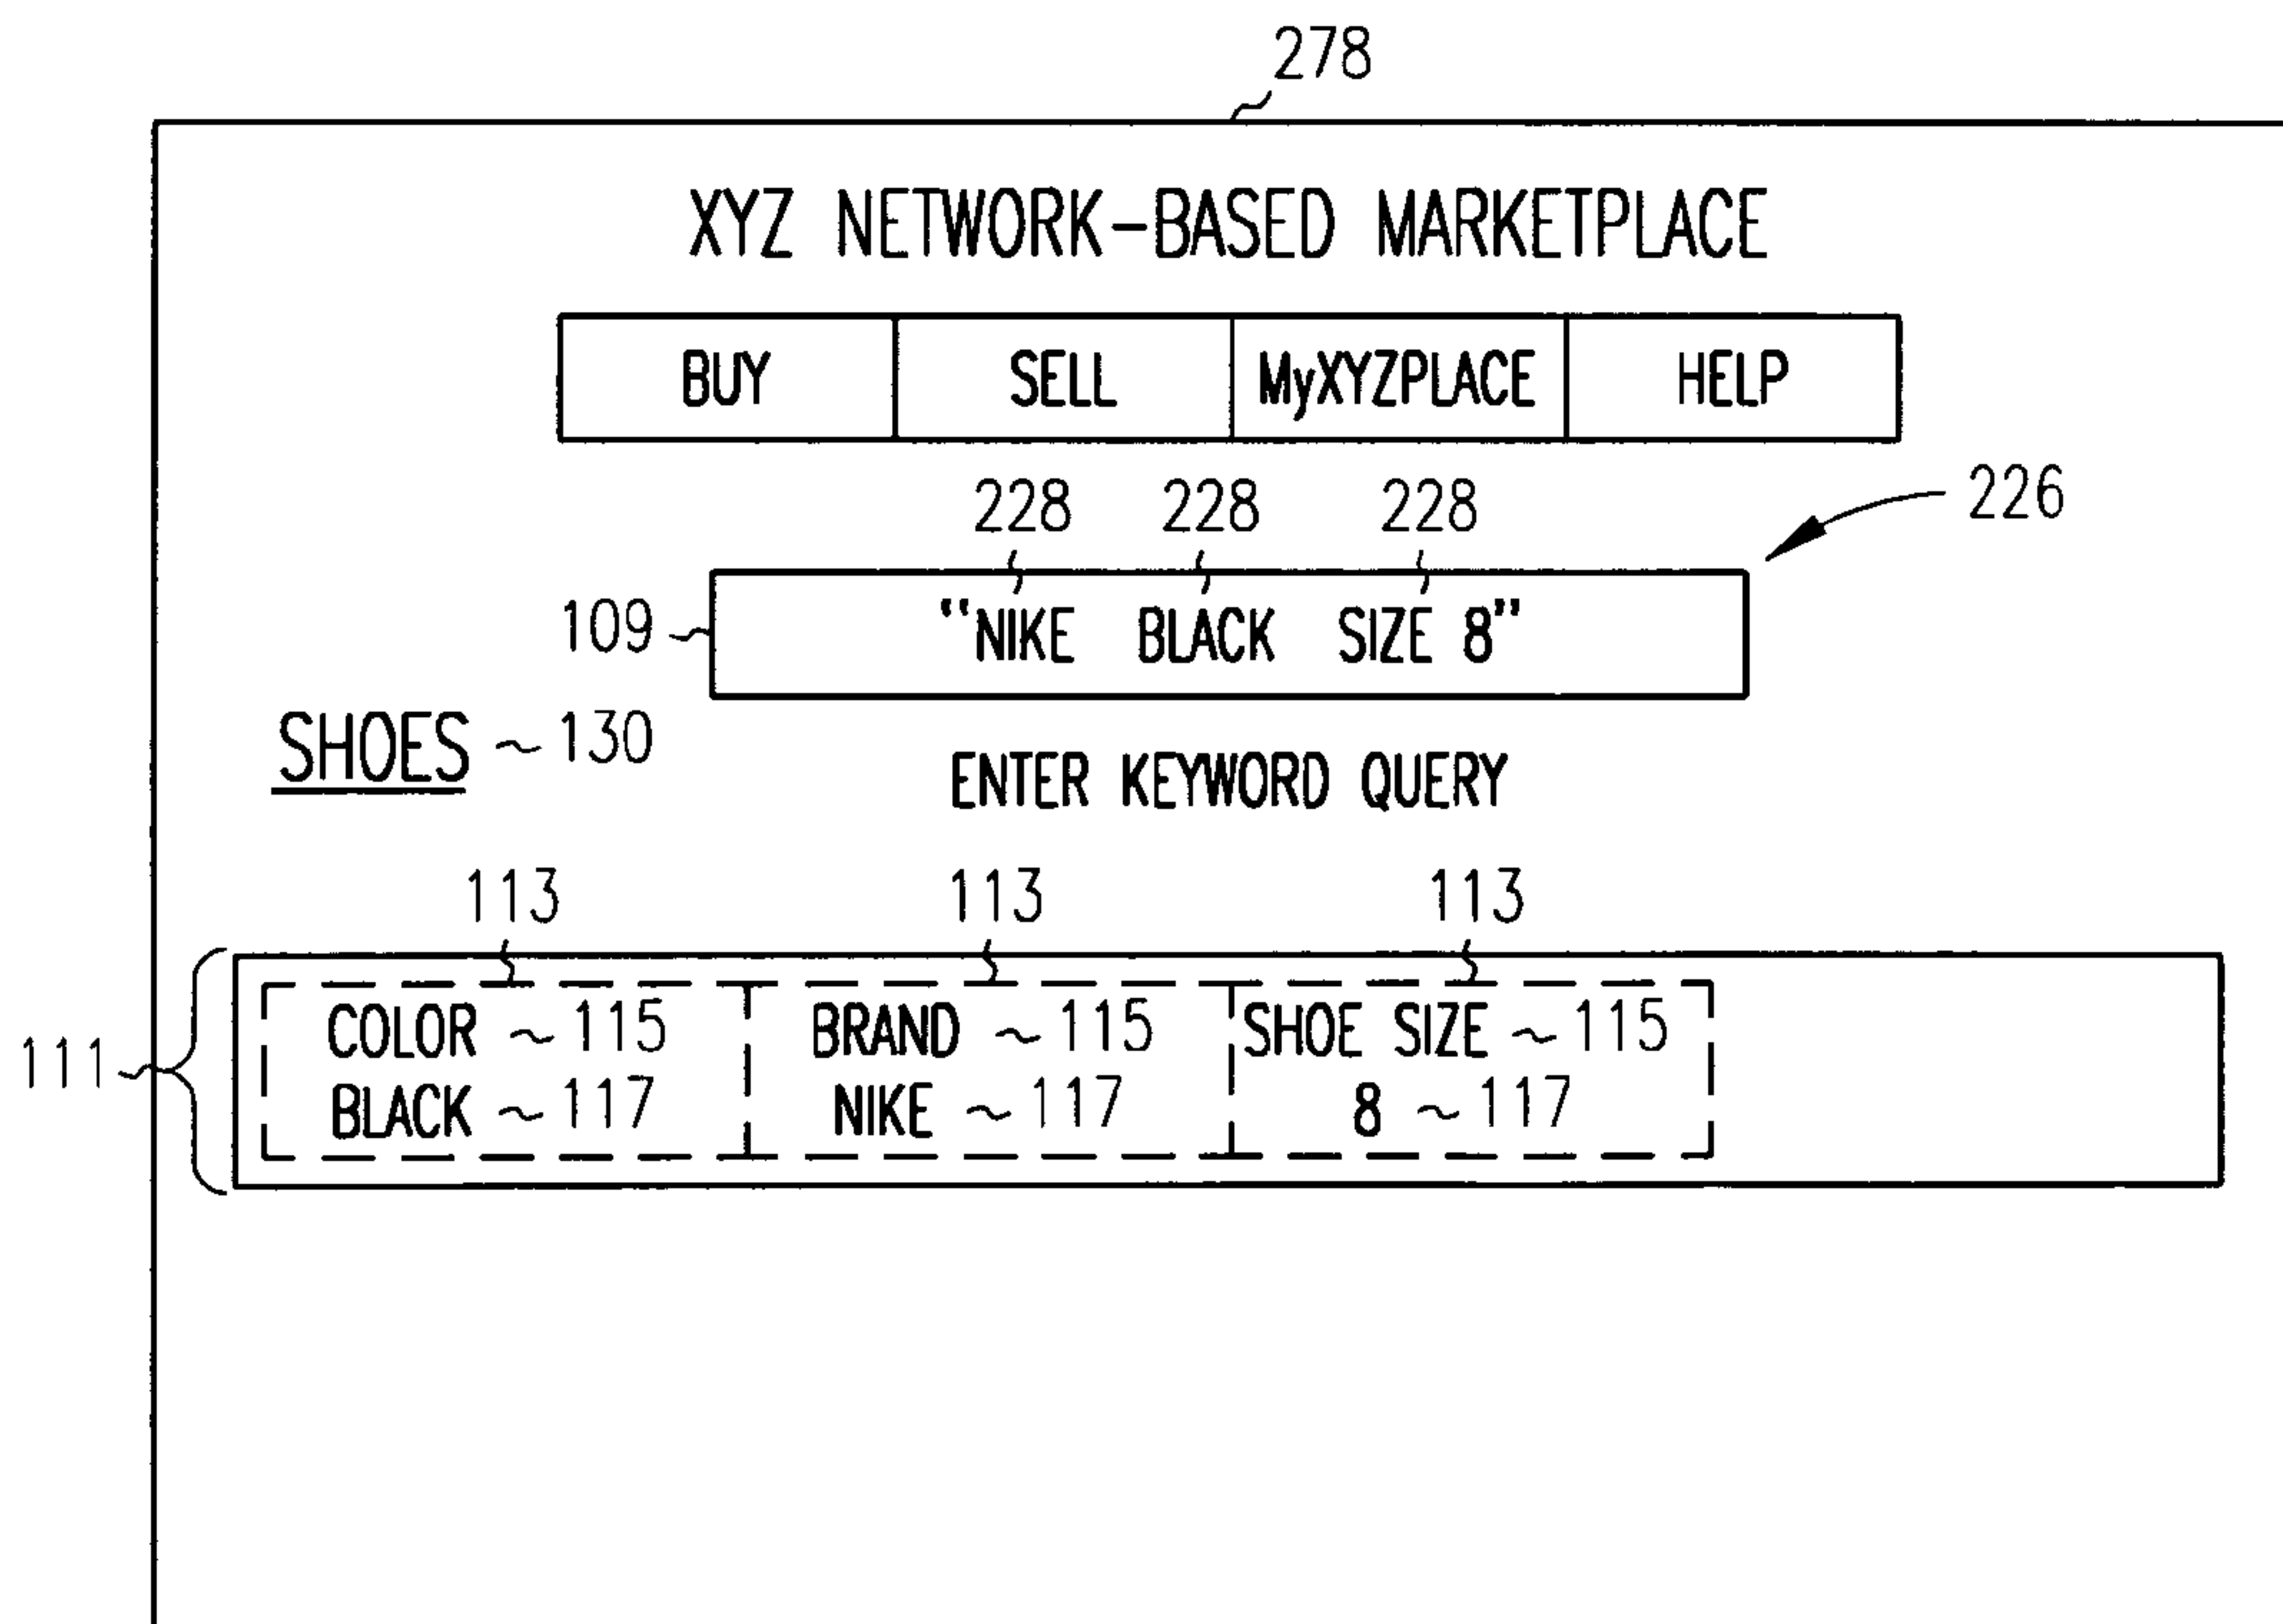 278
XYZ NETWORK-BASED MARKETPLACE
BUY SELL MyXYZPLACE HELP
228 228 228 226
109 "NIKE BLACK SIZE 8"
SHOES ~ 130
ENTER KEYWORD QUERY
113 113 113
COLOR ~ 115 BRAND ~ 115 SHOE SIZE ~ 115
111
BLACK ~ 117 NIKE ~ 117 8 ~ 117